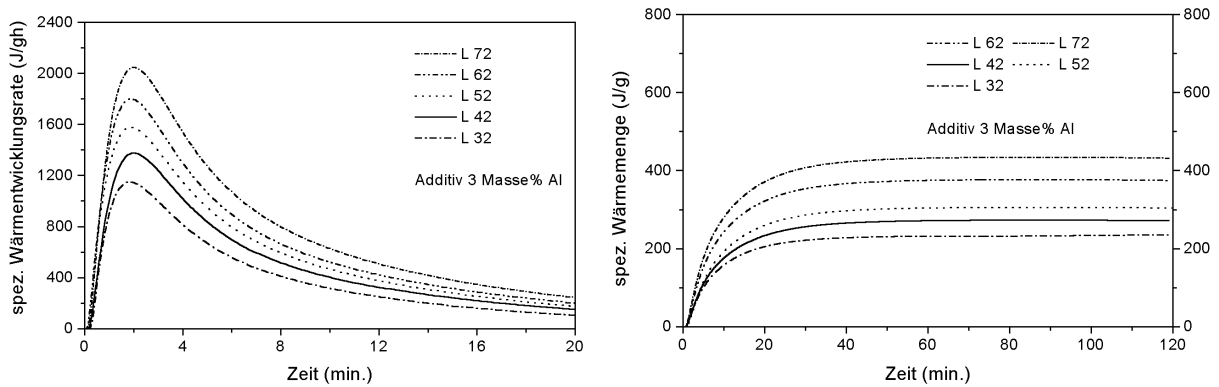 2400
2000
1600
1200
800
400
0
spez. Wärmeentwicklungsrate (J/gh)
L 72
L 62
L 52
L 42
L 32
Additiv 3 Masse% Al
0 4 8 12 16 20
Zeit (min.)
800
600
400
200
0
spez. Wärmemenge (J/g)
L 62 L 72
L 42 L 52
L 32
Additiv 3 Masse% Al
800
600
400
200
0
0 20 40 60 80 100 120
Zeit (min.)